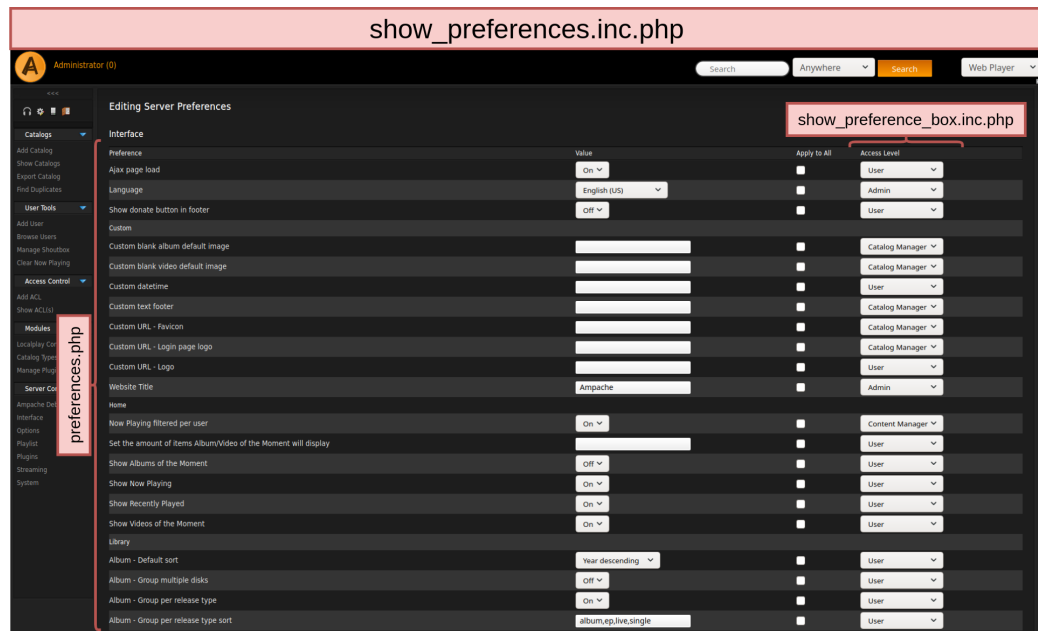 show_preferences.inc.php
Administrator (0)
Search
Anywhere
Search
Web Player
<<<
Editing Server Preferences
show_preference_box.inc.php
Catalogs
Interface
Add Catalog
Preference Value Apply to All Access Level
Show Catalogs
Ajax page load On User
Export Catalog
Find Duplicates
Language English (US) Admin
User Tools
Show donate button in footer Off User
Add User
Custom
Browse Users
Manage Shoutbox
Custom blank album default image Catalog Manager
Clear Now Playing
Custom blank video default image Catalog Manager
Access Control
Custom datetime User
Add ACL
Show ACL(s)
Custom text footer Catalog Manager
Modules
Custom URL - Favicon Catalog Manager
Localplay
Custom URL - Login page logo Catalog Manager
Catalog Types
Manage
Custom URL - Logo User
Server
Website Title Ampache Admin
preferences.php
Ampache
Home
Interface
Now Playing filtered per user On Content Manager
Options
Playlist
Set the amount of items Album/Video of the Moment will display User
Plugins
Streaming
Show Albums of the Moment Off User
System
Show Now Playing On User
Show Recently Played On User
Show Videos of the Moment On User
Library
Album - Default sort Year descending User
Album - Group multiple disks Off User
Album - Group per release type On User
Album - Group per release type sort album,ep,live,single User